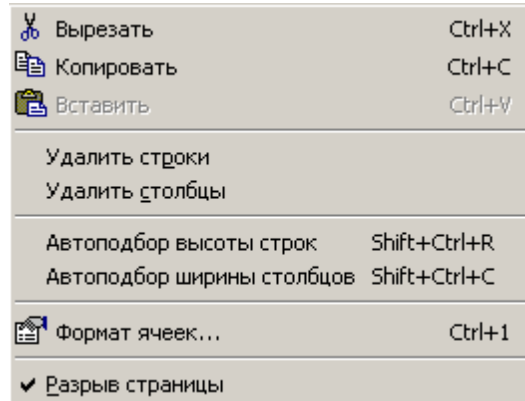 Вырезать Ctrl+X
Копировать Ctrl+C
Вставить Ctrl+V
Удалить строки
Удалить столбцы
Автоподбор высоты строк Shift+Ctrl+R
Автоподбор ширины столбцов Shift+Ctrl+C
Формат ячеек... Ctrl+1
Разрыв страницы